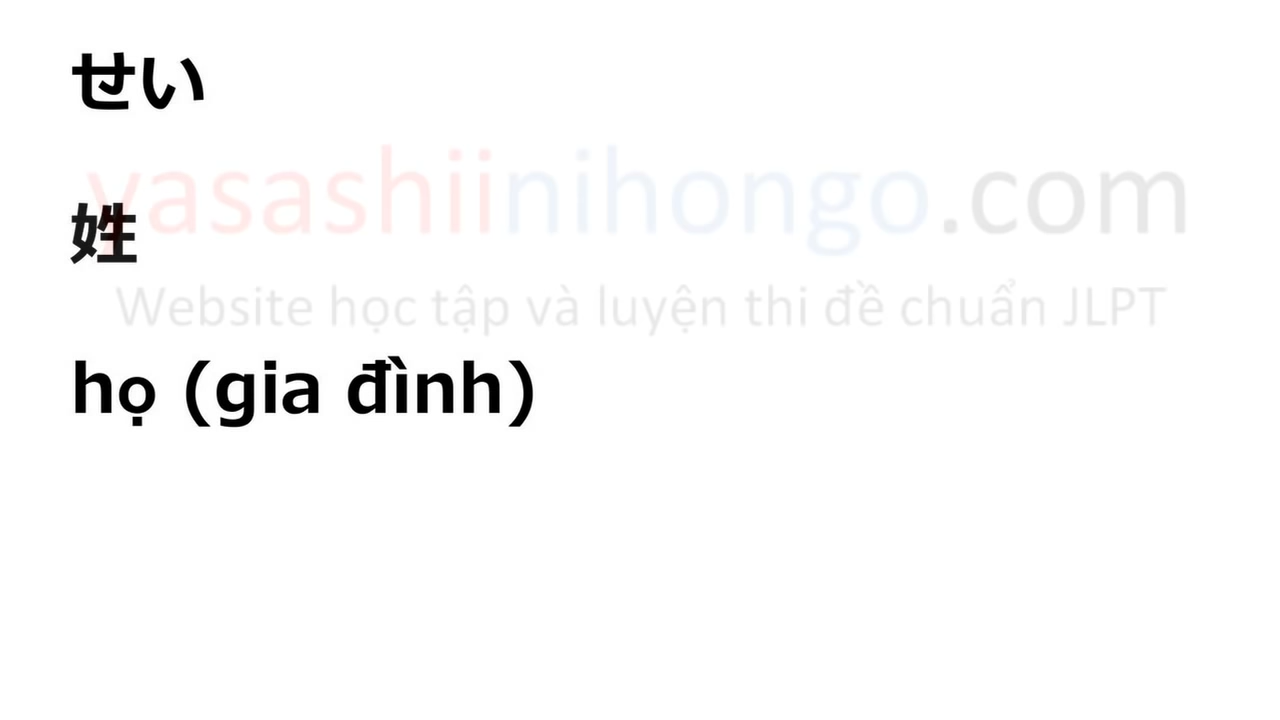 せい
yasashiinihongo.com
姓
Website học tập và luyện thi đề chuẩn JLPT
họ (gia đình)